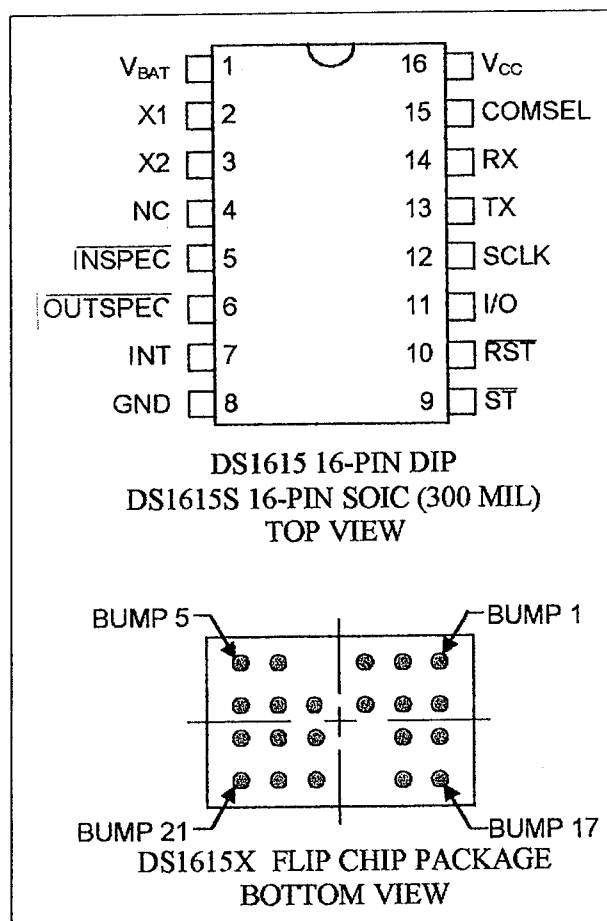 V_BAT 1 16 V_CC
X1 2 15 COMSEL
X2 3 14 RX
NC 4 13 TX
INSPEC 5 12 SCLK
OUTSPEC 6 11 I/O
INT 7 10 RST
GND 8 9 ST
DS1615 16-PIN DIP
DS1615S 16-PIN SOIC (300 MIL)
TOP VIEW
BUMP 5 BUMP 1
BUMP 21 BUMP 17
DS1615X FLIP CHIP PACKAGE
BOTTOM VIEW